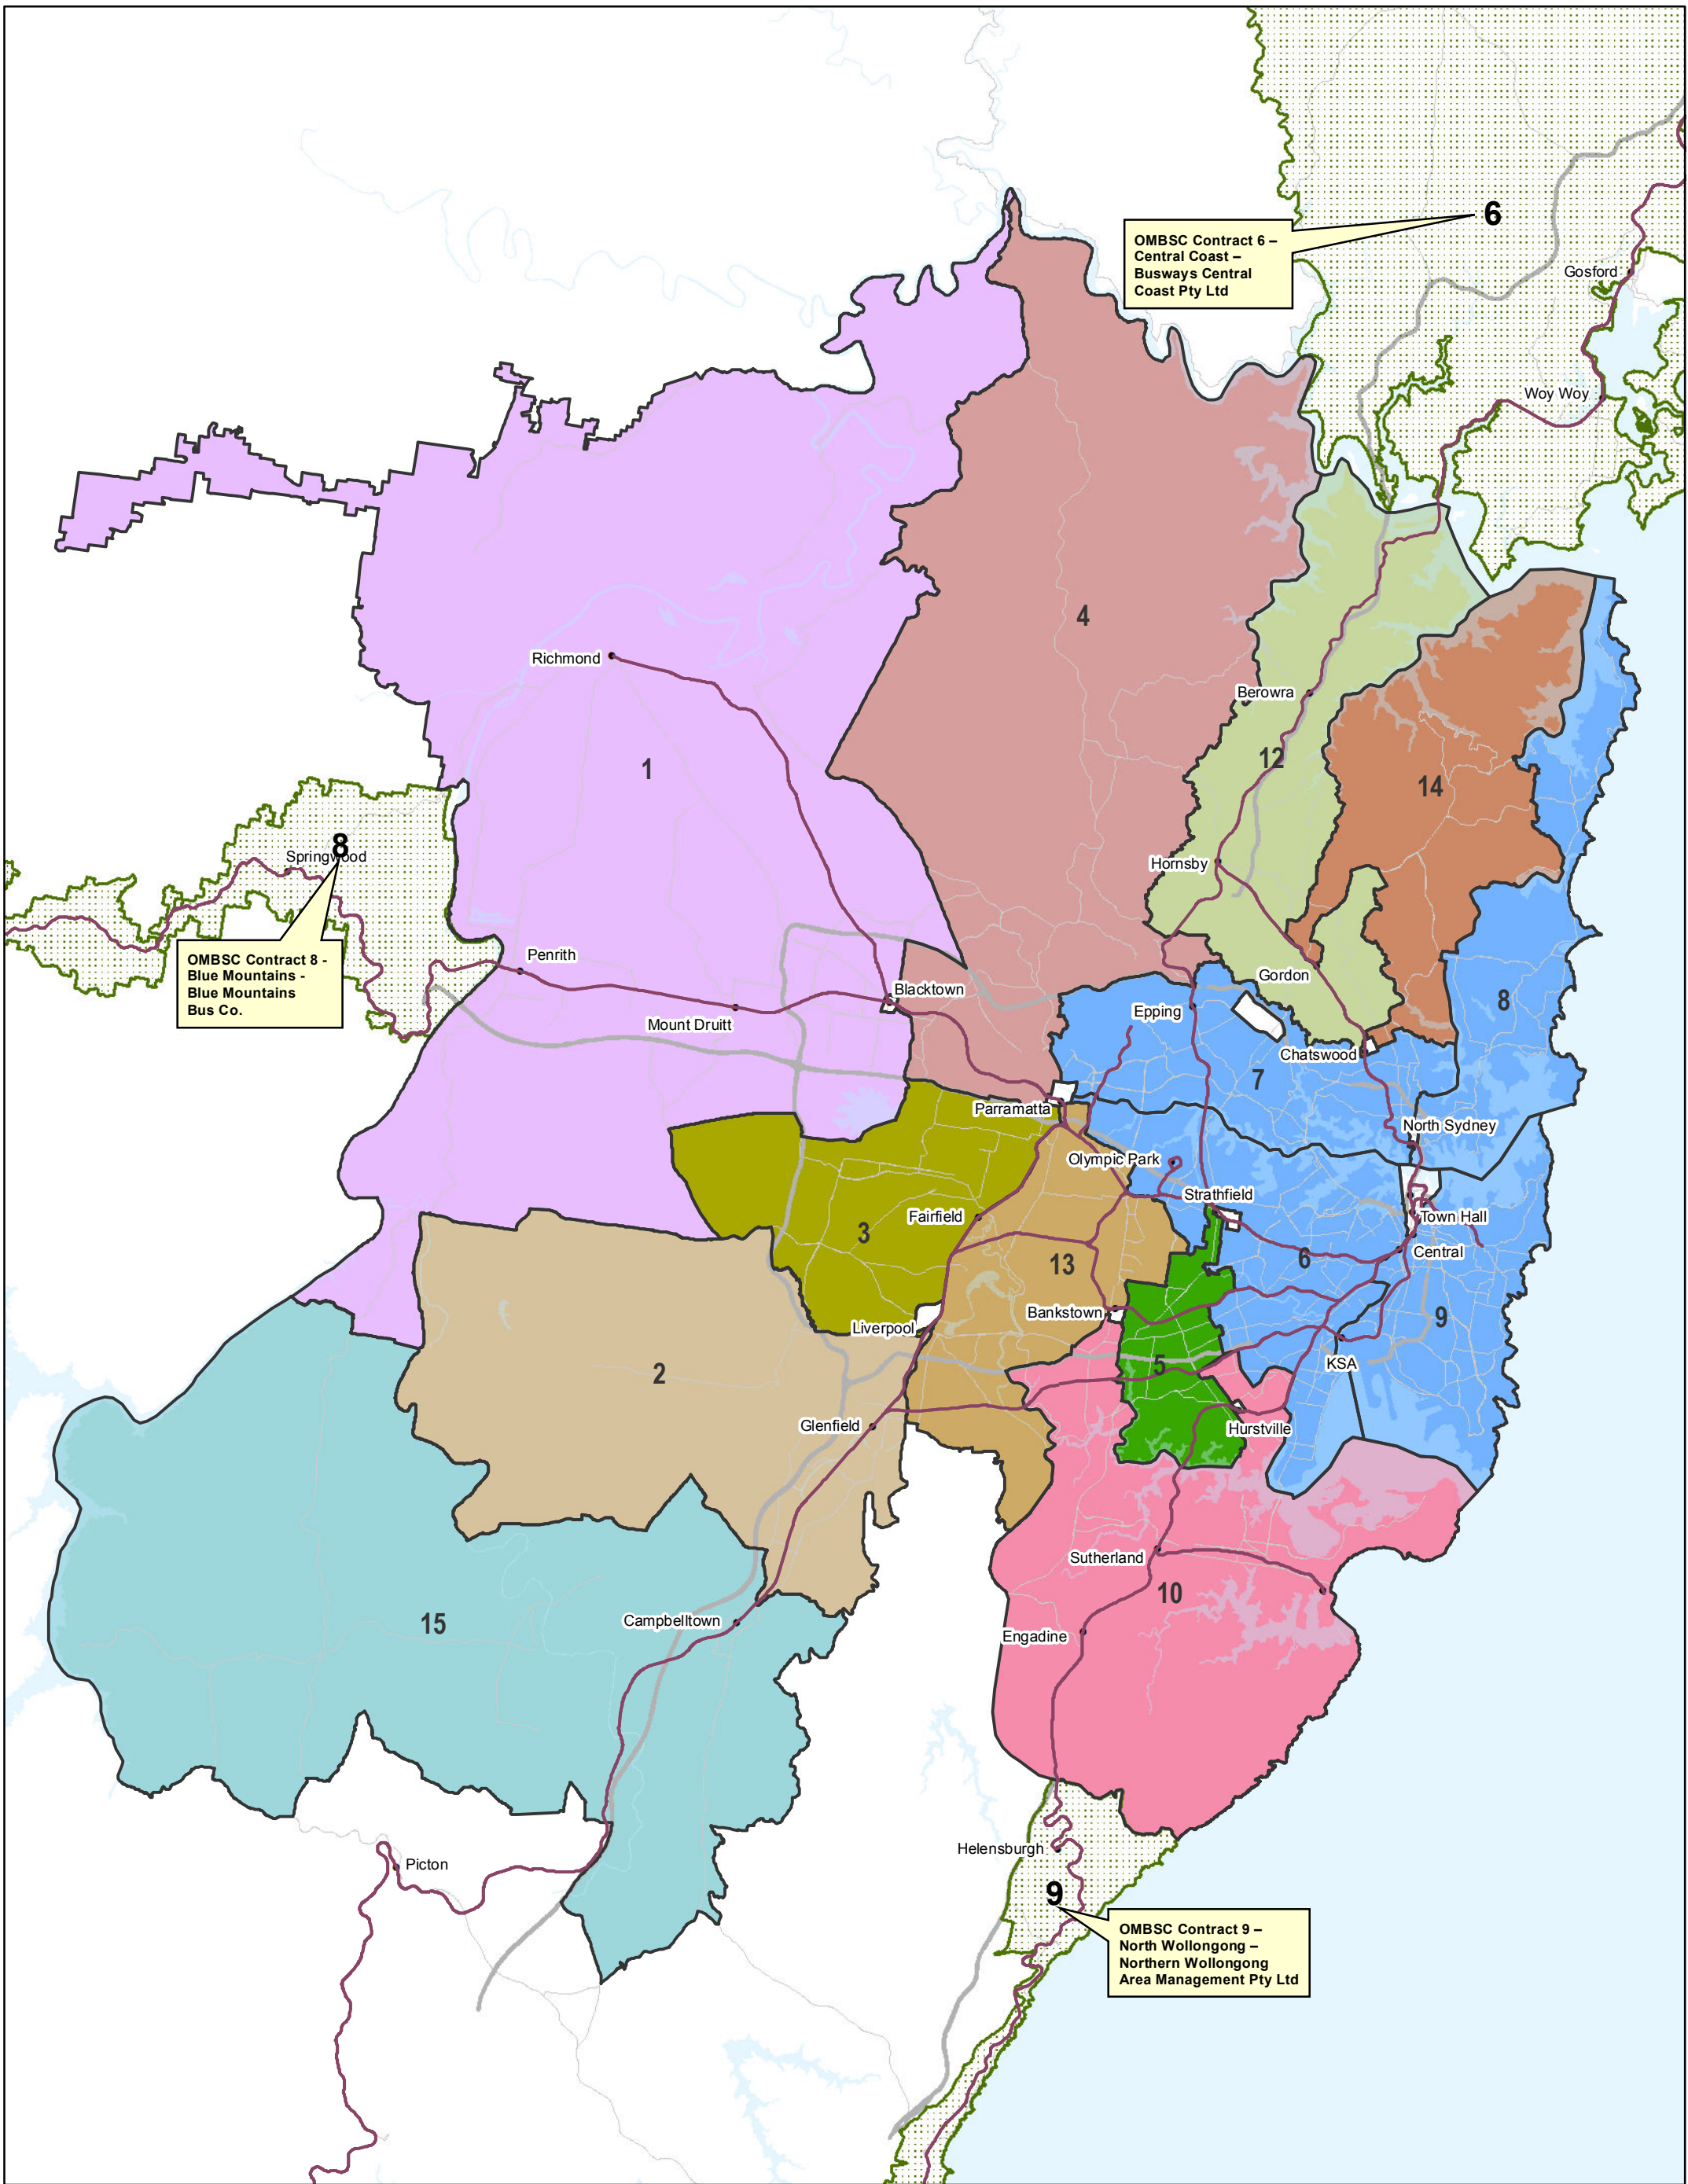 6
OMBSC Contract 6 –
Central Coast –
Busways Central
Coast Pty Ltd
Gosford
Woy Woy
4
Richmond
Berowra
12
1
14
8
Springwood
Hornsby
OMBSC Contract 8 -
Blue Mountains -
Blue Mountains
Bus Co.
Penrith
Blacktown
Gordon
8
Mount Druitt
Epping
Chatswood
7
Parramatta
North Sydney
Olympic Park
Strathfield
Fairfield
Town Hall
3
13
6
Central
Bankstown
9
Liverpool
KSA
5
2
Glenfield
Hurstville
Sutherland
10
15
Campbelltown
Engadine
Helensburgh
Picton
9
OMBSC Contract 9 –
North Wollongong –
Northern Wollongong
Area Management Pty Ltd